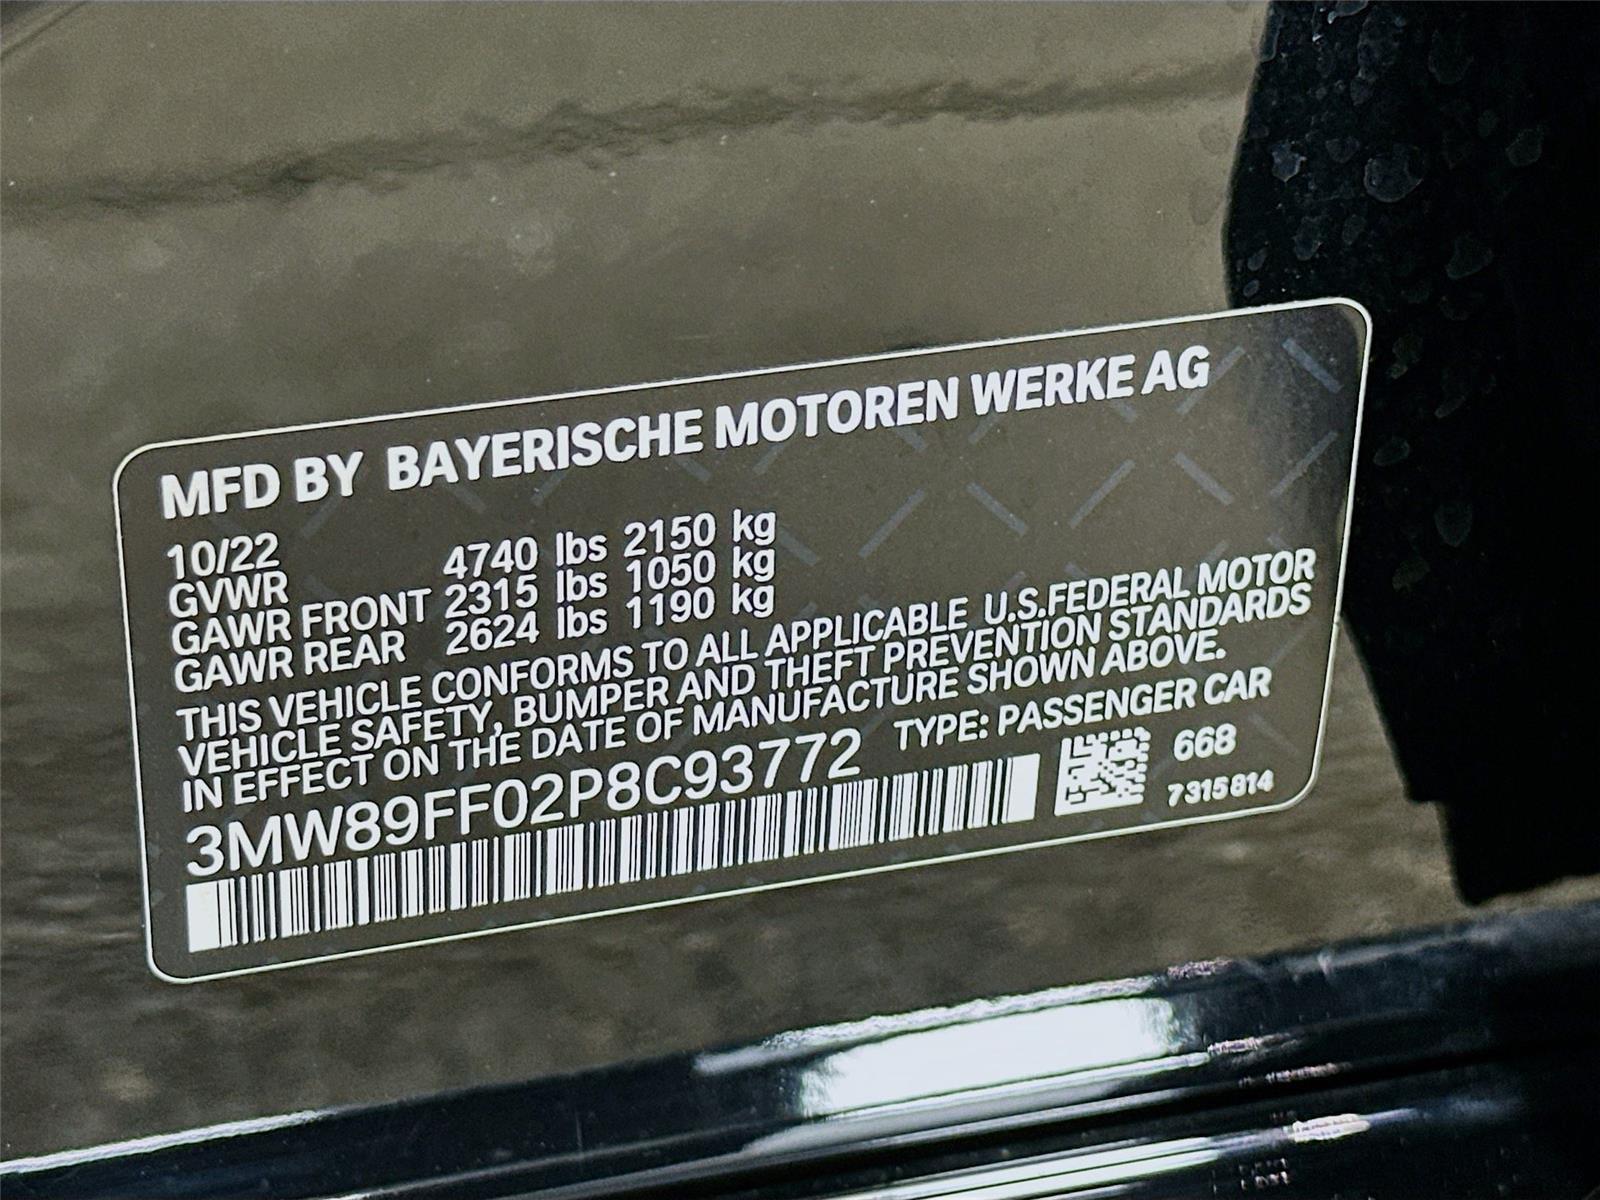 MFD BY BAYERISCHE MOTOREN WERKE AG
10/22
GVWR 4740 lbs 2150 kg
GAWR FRONT 2315 lbs 1050 kg
GAWR REAR 2624 lbs 1190 kg
THIS VEHICLE CONFORMS TO ALL APPLICABLE U.S.FEDERAL MOTOR
VEHICLE SAFETY, BUMPER AND THEFT PREVENTION STANDARDS
IN EFFECT ON THE DATE OF MANUFACTURE SHOWN ABOVE.
3MW89FF02P8C93772 TYPE: PASSENGER CAR
668
7315814